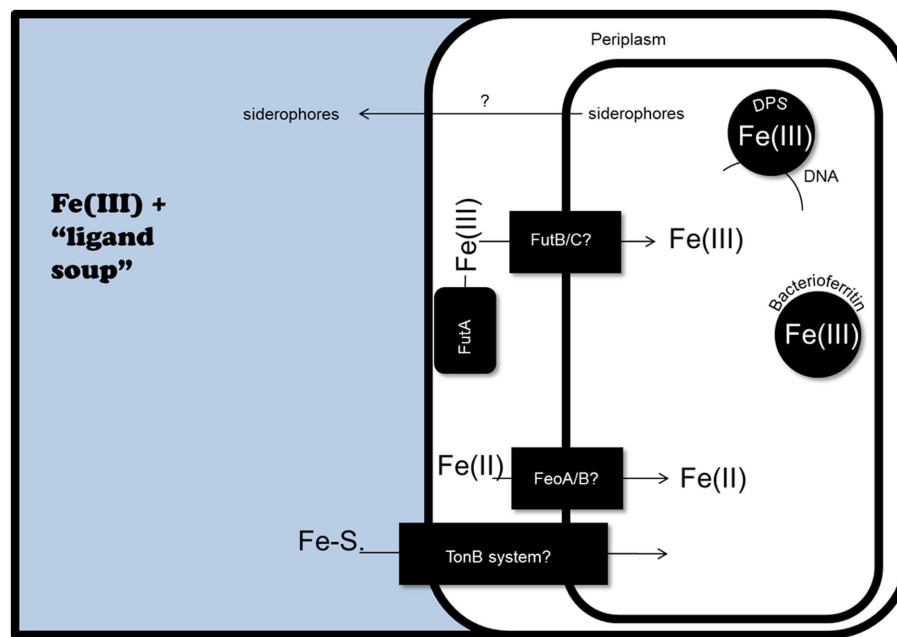 Periplasm
?
siderophores
siderophores
DPS
Fe(III)
DNA
Fe(III) +
“ligand
soup”
Fe(III)
FutB/C?
Fe(III)
FutA
Bacterioferritin
Fe(III)
Fe(II)
FeoA/B?
Fe(II)
Fe-S.
TonB system?